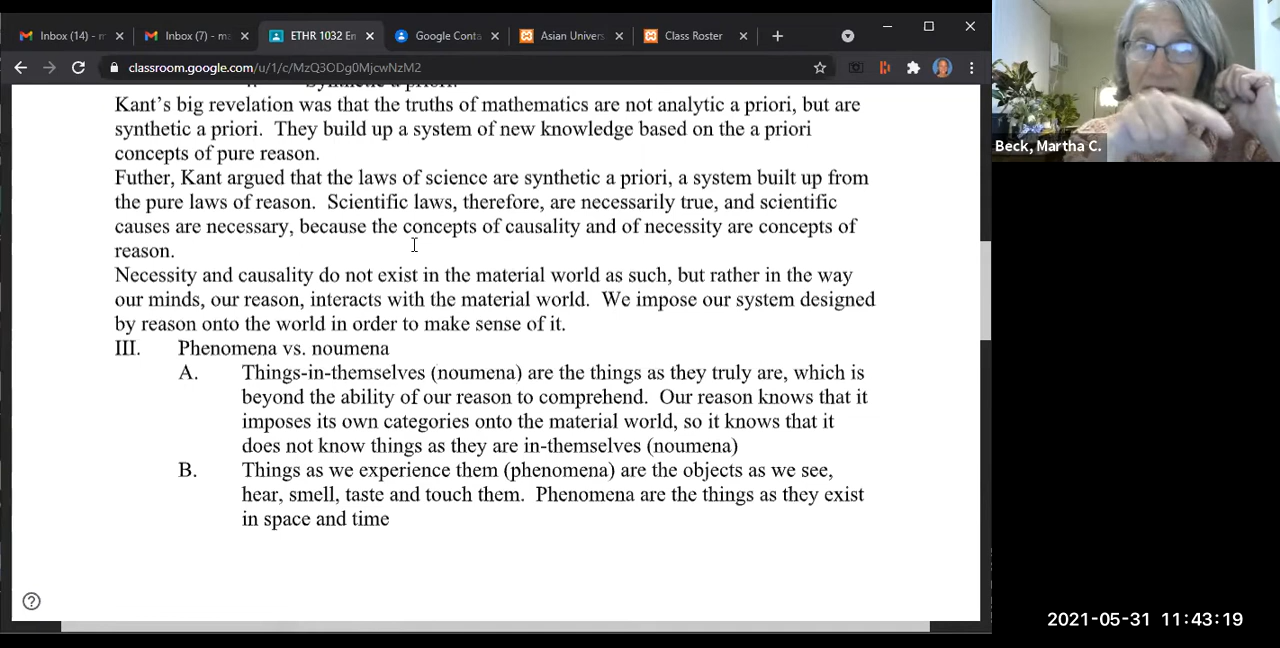 Inbox (14) - m
Inbox (7) - ma
ETHR 1032 En
Google Conta
Asian Univers
Class Roster
classroom.google.com/u/1/c/MzQ3ODg0MjcwNzM2
Synthetic a priori.
Kant's big revelation was that the truths of mathematics are not analytic a priori, but are
synthetic a priori. They build up a system of new knowledge based on the a priori
concepts of pure reason.
Futher, Kant argued that the laws of science are synthetic a priori, a system built up from
the pure laws of reason. Scientific laws, therefore, are necessarily true, and scientific
causes are necessary, because the concepts of causality and of necessity are concepts of
reason.
Necessity and causality do not exist in the material world as such, but rather in the way
our minds, our reason, interacts with the material world. We impose our system designed
by reason onto the world in order to make sense of it.
III. Phenomena vs. noumena
A. Things-in-themselves (noumena) are the things as they truly are, which is
beyond the ability of our reason to comprehend. Our reason knows that it
imposes its own categories onto the material world, so it knows that it
does not know things as they are in-themselves (noumena)
B. Things as we experience them (phenomena) are the objects as we see,
hear, smell, taste and touch them. Phenomena are the things as they exist
in space and time
Beck, Martha C.
2021-05-31 11:43:19